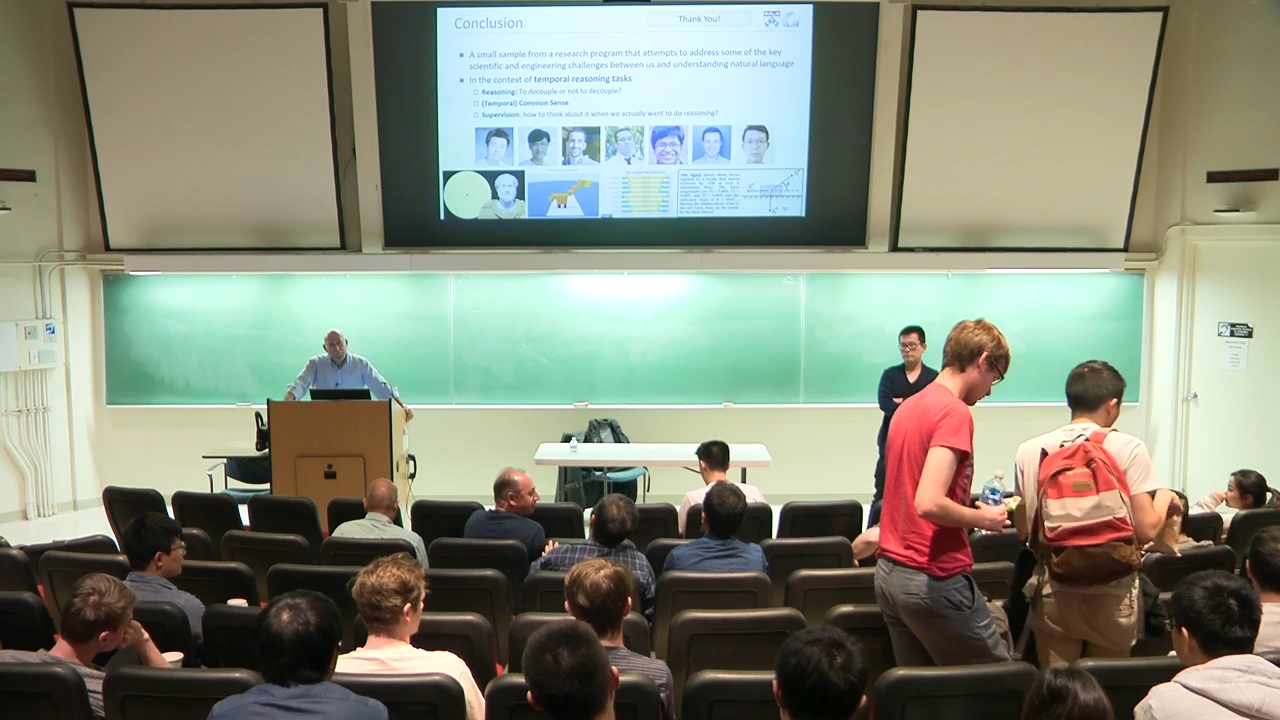 Conclusion
Thank You!
■ A small sample from a research program that attempts to address some of the key
scientific and engineering challenges between us and understanding natural language
■ In the context of temporal reasoning tasks
□ Reasoning: To decouple or not to decouple?
□ (Temporal) Common Sense
□ Supervision: how to think about it when we actually want to do reasoning?